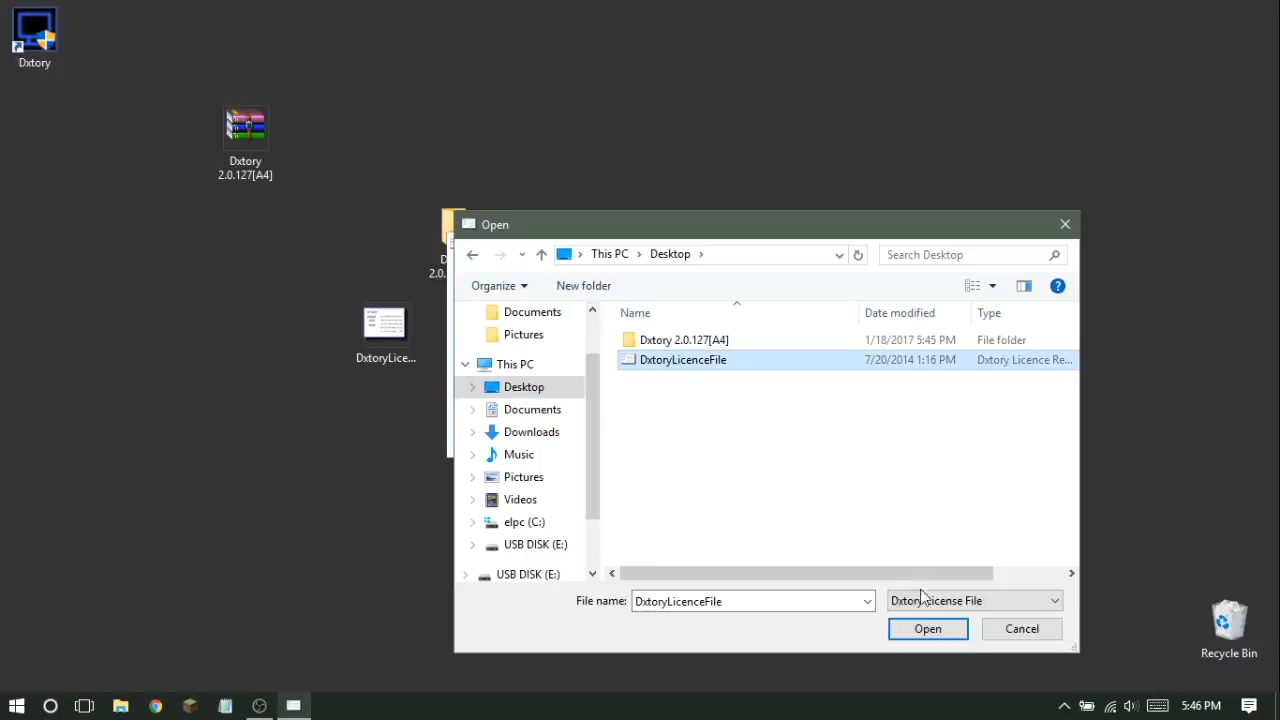 Dxtory
Dxtory
2.0.127[A4]
DxtoryLice...
Open
This PC
Desktop
Search Desktop
Organize
New folder
Documents
Pictures
This PC
Desktop
Documents
Downloads
Music
Pictures
Videos
elpc (C:)
USB DISK (E:)
USB DISK (E:)
Name
Date modified
Type
Dxtory 2.0.127[A4]
1/18/2017 5:45 PM
File folder
DxtoryLicenceFile
7/20/2014 1:16 PM
Dxtory Licence Re...
File name:
DxtoryLicenceFile
Dxtory License File
Open
Cancel
Recycle Bin
5:46 PM